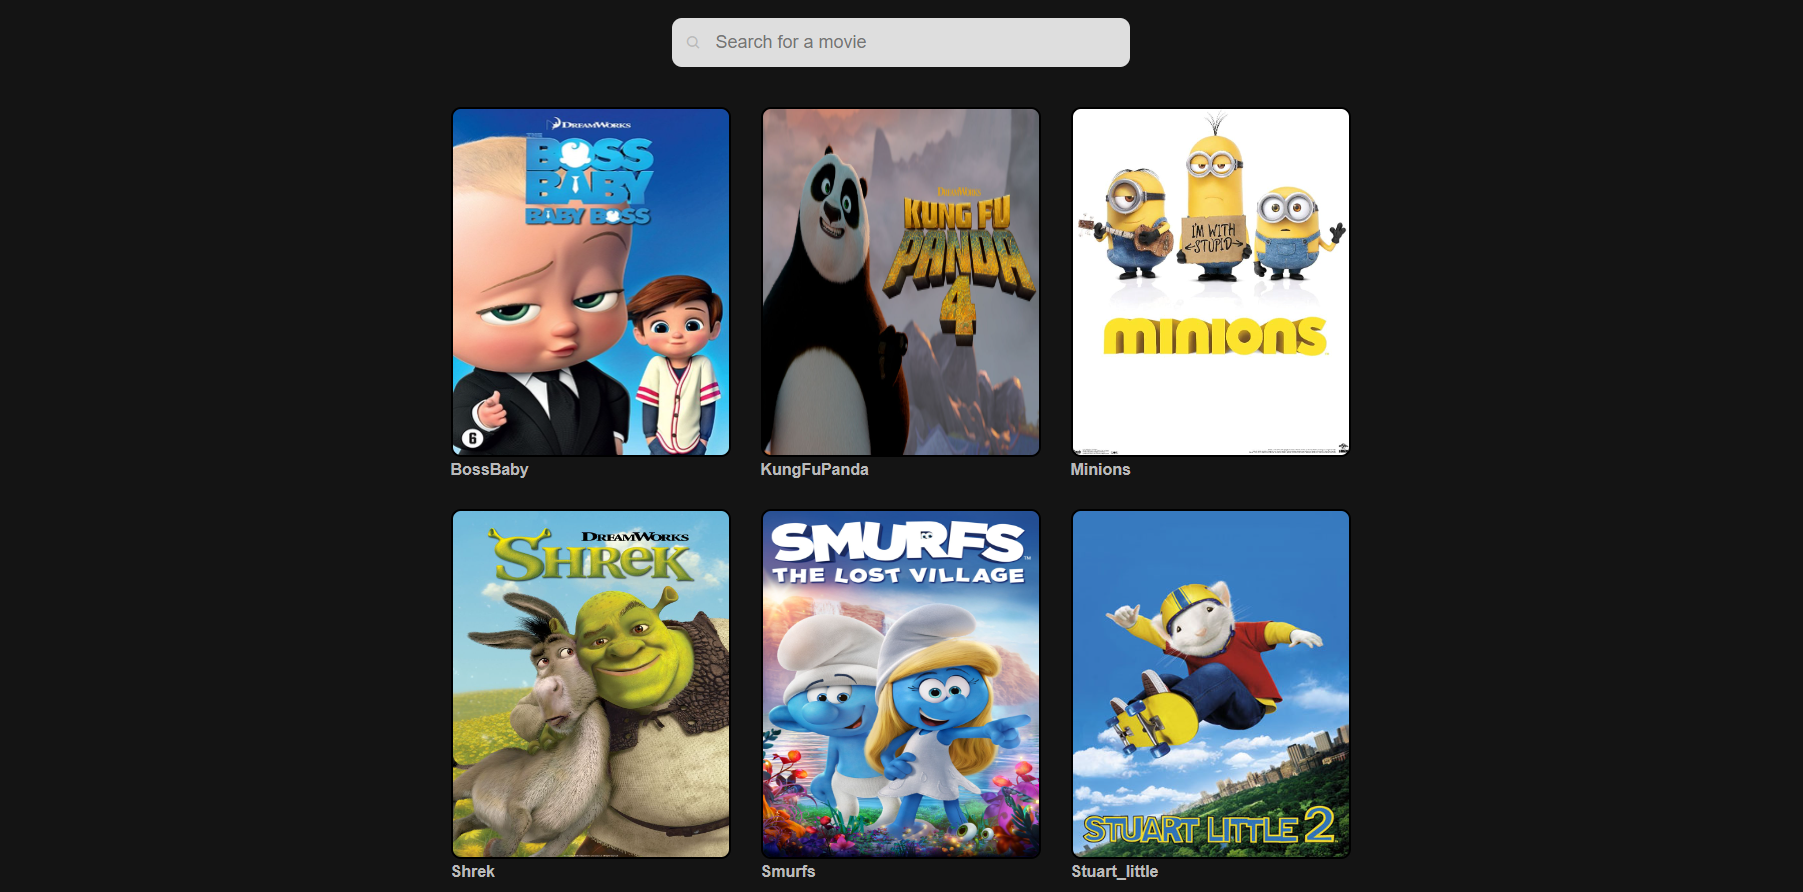 Search for a movie
DREAMWORKS
THE
BOSS
BABY
BABY BOSS
6
BossBaby
DREAMWORKS
KUNG FU
PANDA
4
KungFuPanda
I'M WITH
STUPID
minions
Minions
DREAMWORKS
SHREK
Shrek
SMURFS
THE LOST VILLAGE
Smurfs
STUART LITTLE 2
Stuart_little